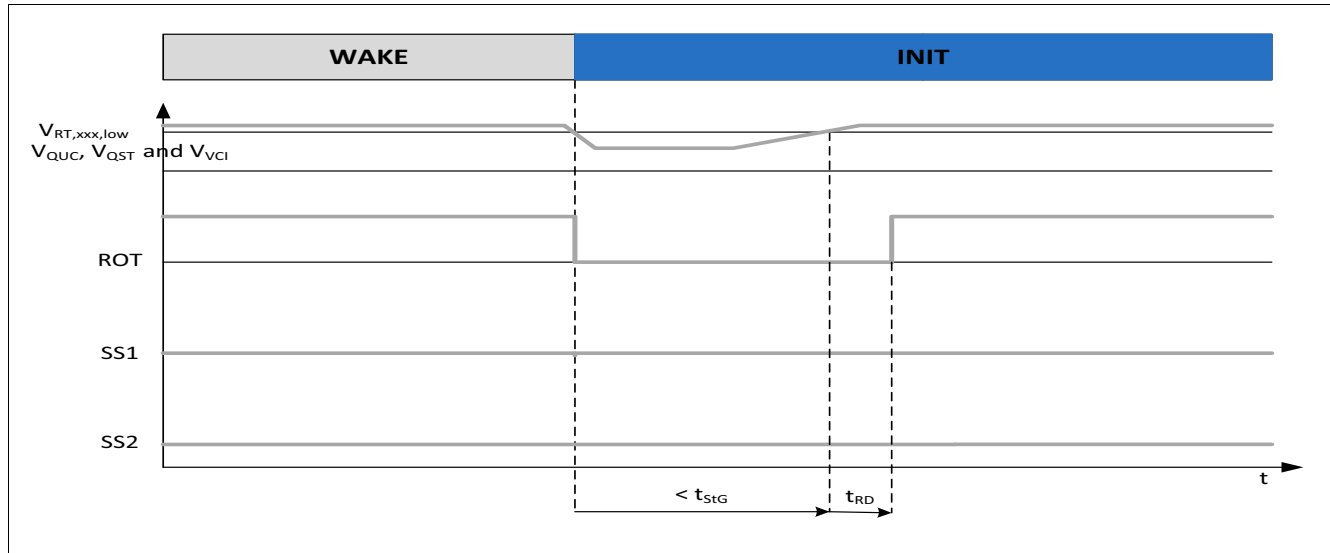 WAKE INIT
VRT,xxx,low
VQUC, VQST and VVCI
ROT
SS1
SS2
t
< tStG tRD